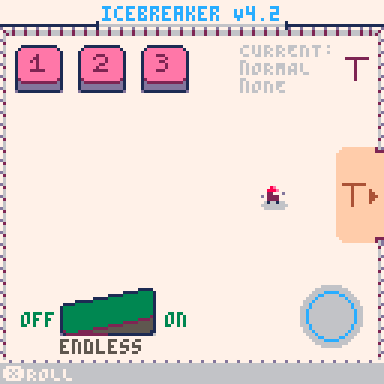 ICEBREAKER v4.2
1 2 3
CURRENT:
NORMAL
NONE
T
T
OFF ON
ENDLESS
ROLL